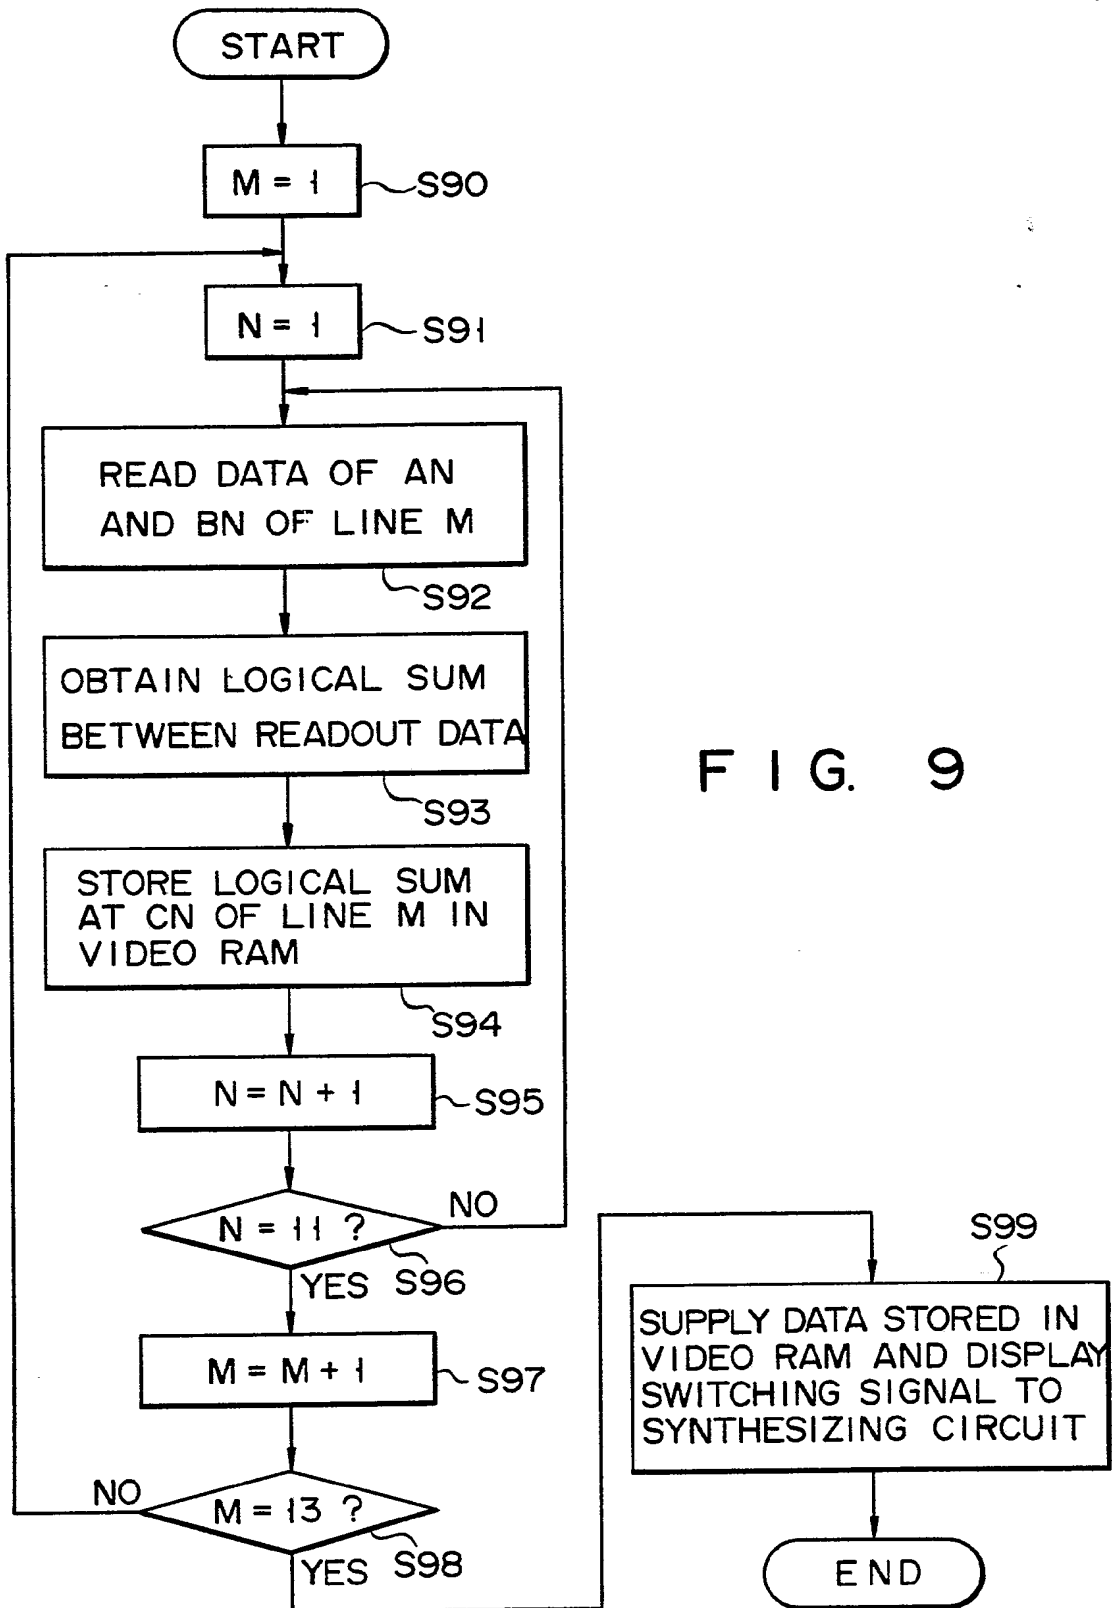 START
M = 1
S90
N = 1
S91
READ DATA OF AN
AND BN OF LINE M
S92
OBTAIN LOGICAL SUM
BETWEEN READOUT DATA
S93
STORE LOGICAL SUM
AT CN OF LINE M IN
VIDEO RAM
S94
N = N + 1
S95
N = 11 ?
NO
YES
S96
M = M + 1
S97
M = 13 ?
NO
YES
S98
S99
SUPPLY DATA STORED IN
VIDEO RAM AND DISPLAY
SWITCHING SIGNAL TO
SYNTHESIZING CIRCUIT
END
FIG. 9